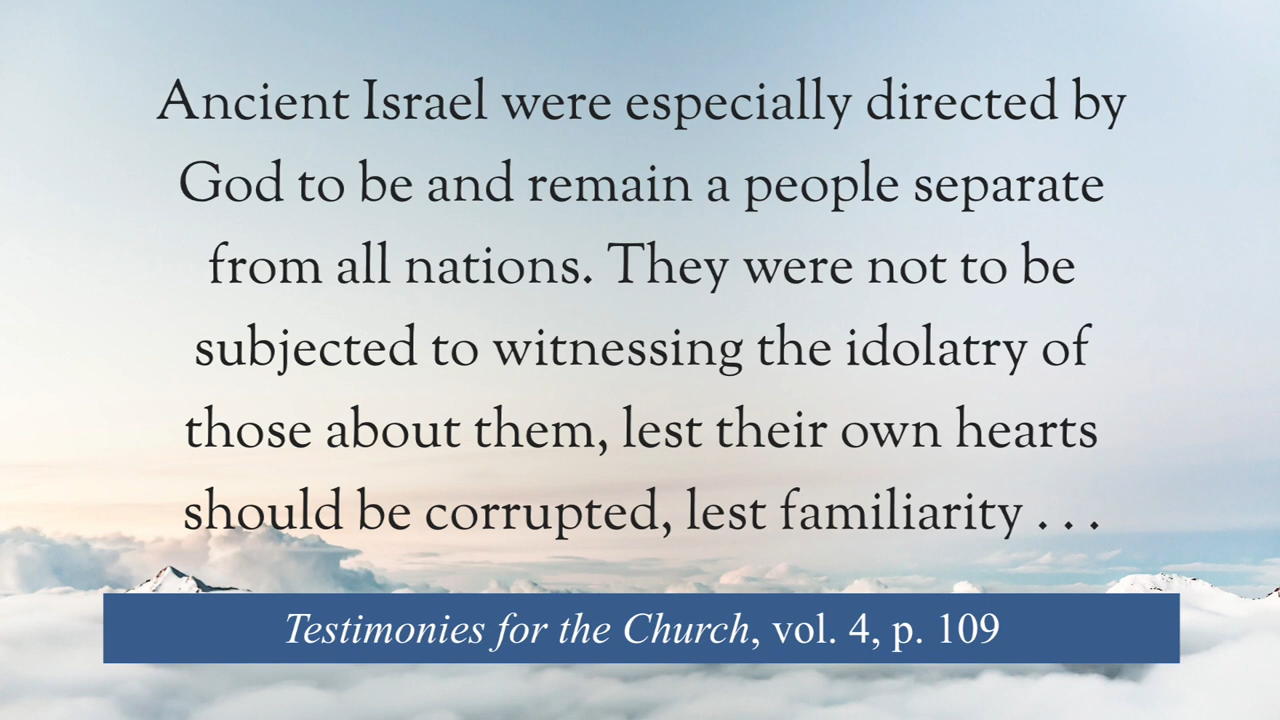 Ancient Israel were especially directed by
God to be and remain a people separate
from all nations. They were not to be
subjected to witnessing the idolatry of
those about them, lest their own hearts
should be corrupted, lest familiarity . . .
Testimonies for the Church, vol. 4, p. 109